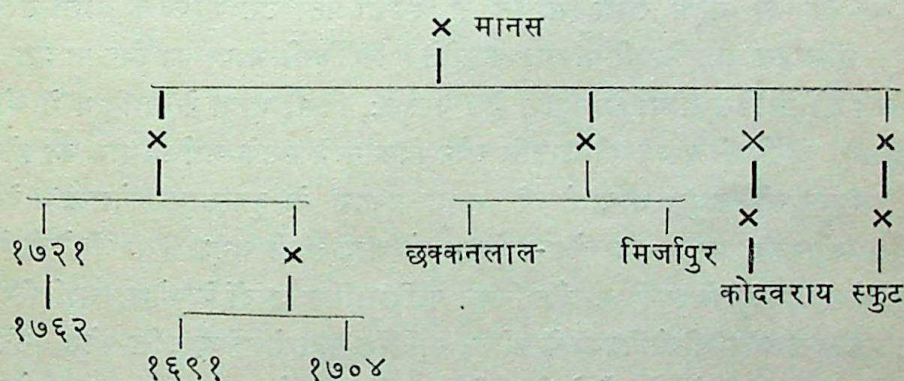 × मानस
× × × ×
१७२१ × छक्कनलाल मिर्जापुर × ×
कोदवराय स्फुट
१७६२
१६९१ १७०४